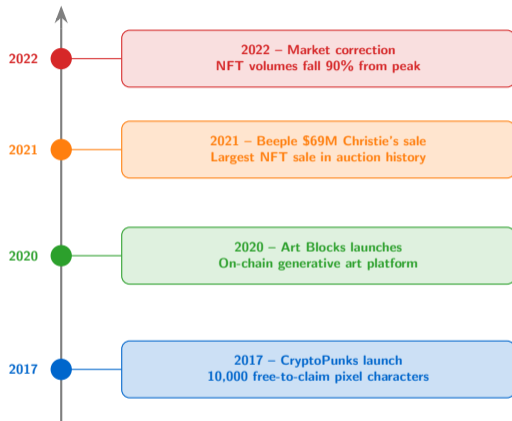 2022
2022 – Market correction
NFT volumes fall 90% from peak
2021
2021 – Beeple $69M Christie's sale
Largest NFT sale in auction history
2020
2020 – Art Blocks launches
On-chain generative art platform
2017
2017 – CryptoPunks launch
10,000 free-to-claim pixel characters